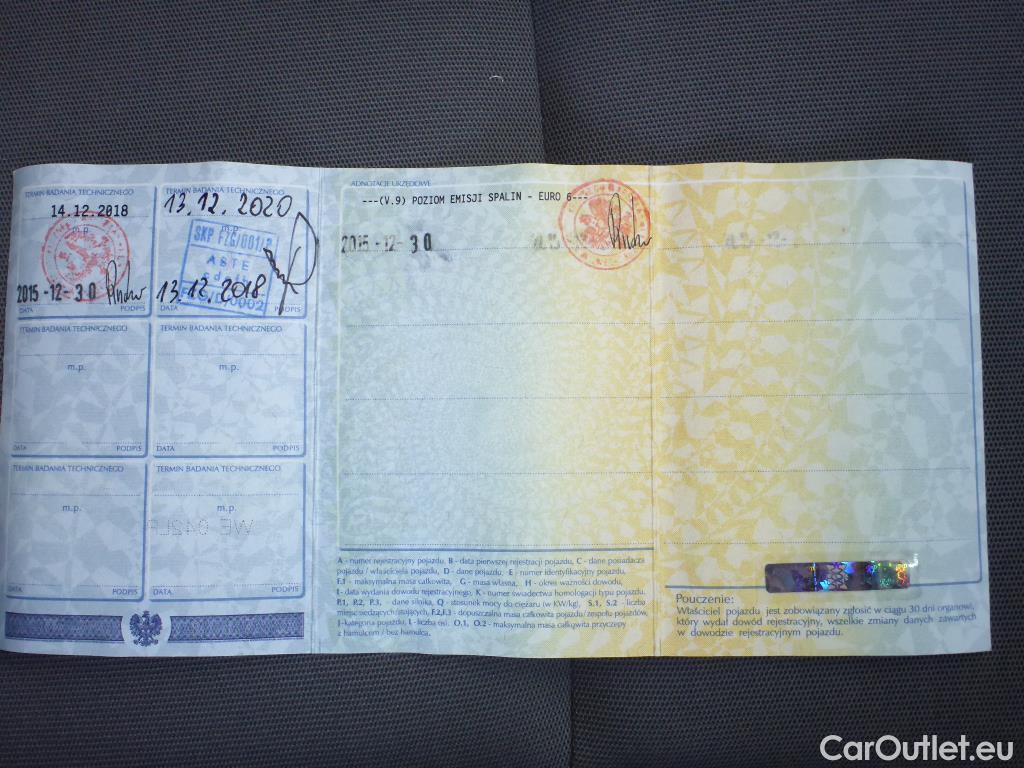 TERMIN BADANIA TECHNICZNEGO
14.12.2018
m.p.
2015 -12- 30
DATA PODPIS
TERMIN BADANIA TECHNICZNEGO
13.12.2020
m.p.
SKP FZG/001/P
ASTE
13.12.2018
DATA PODPIS
TERMIN BADANIA TECHNICZNEGO
m.p.
DATA PODPIS
TERMIN BADANIA TECHNICZNEGO
m.p.
DATA PODPIS
TERMIN BADANIA TECHNICZNEGO
m.p.
TERMIN BADANIA TECHNICZNEGO
m.p.
ADNOTACJE URZĘDOWE
---(V.9) POZIOM EMISJI SPALIN - EURO 6---
2015 -12- 30
A - numer rejestracyjny pojazdu, B - data pierwszej rejestracji pojazdu, C - dane posiadacza
pojazdu / właściciela pojazdu, D - dane pojazdu, E - numer identyfikacyjny pojazdu,
F.1 - maksymalna masa całkowita, G - masa własna, H - okres ważności dowodu,
I - data wydania dowodu rejestracyjnego, K - numer świadectwa homologacji typu pojazdu,
P.1, P.2, P.3, - dane silnika, Q - stosunek mocy do ciężaru (w KW/kg), S.1, S.2 - liczba
miejsc siedzących/stojących, F.2,F.3 - dopuszczalna masa całkowita pojazdu/zespołu pojazdów,
J-kategoria pojazdu, L - liczba osi, O.1, O.2 - maksymalna masa całkowita przyczepy
z hamulcem / bez hamulca.
Pouczenie:
Właściciel pojazdu jest zobowiązany zgłosić w ciągu 30 dni organowi,
który wydał dowód rejestracyjny, wszelkie zmiany danych zawartych
w dowodzie rejestracyjnym pojazdu.
CarOutlet.eu